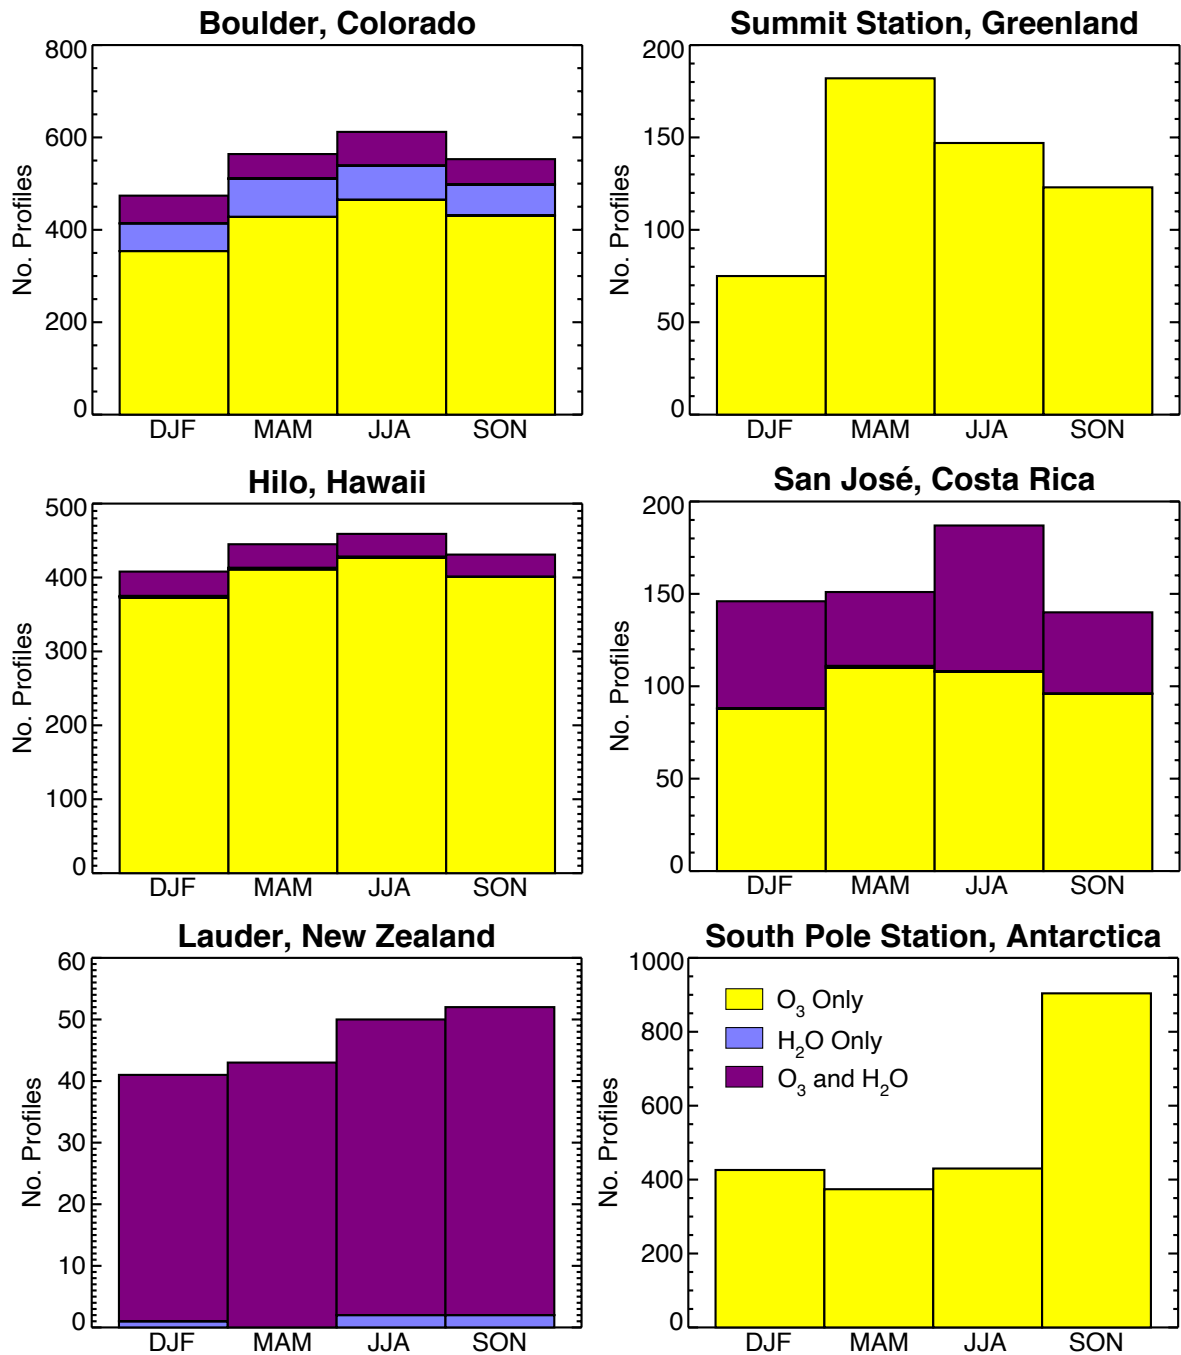 Boulder, Colorado
800
600
400
200
0
No. Profiles
DJF MAM JJA SON
Summit Station, Greenland
200
150
100
50
0
No. Profiles
DJF MAM JJA SON
Hilo, Hawaii
500
400
300
200
100
0
No. Profiles
DJF MAM JJA SON
San José, Costa Rica
200
150
100
50
0
No. Profiles
DJF MAM JJA SON
Lauder, New Zealand
60
50
40
30
20
10
0
No. Profiles
DJF MAM JJA SON
South Pole Station, Antarctica
1000
800
600
400
200
0
No. Profiles
O₃ Only
H₂O Only
O₃ and H₂O
DJF MAM JJA SON